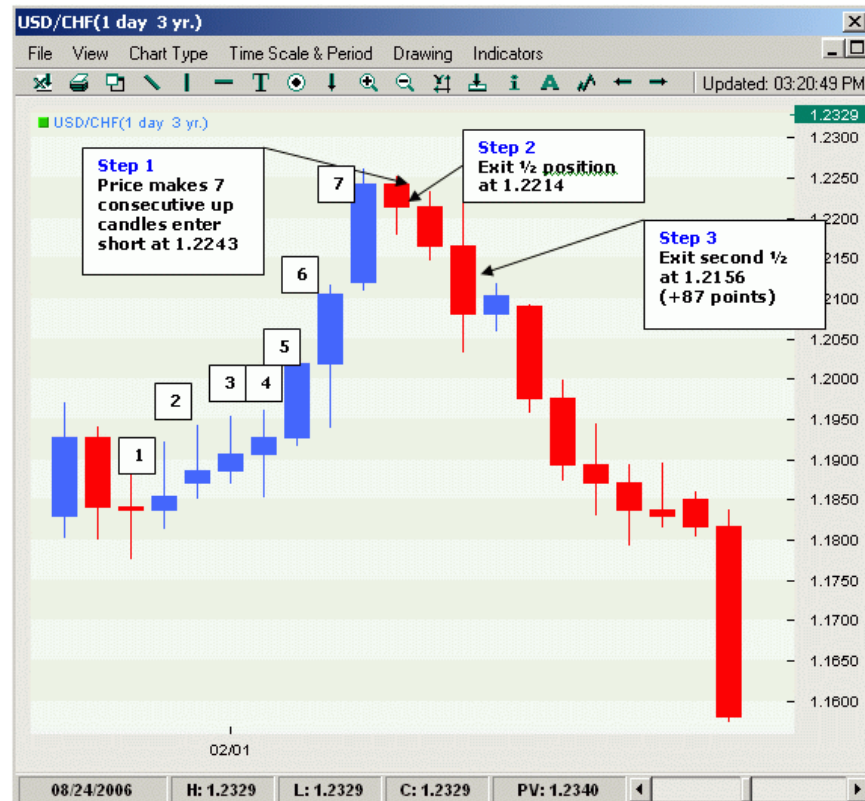 USD/CHF(1 day  3 yr.)
File View Chart Type Time Scale & Period Drawing Indicators
T i A Updated: 03:20:49 PM
USD/CHF(1 day 3 yr.)
1.2329
1.2300
Step 1
Price makes 7
consecutive up
candles enter
short at 1.2243
7
Step 2
Exit ½ position
at 1.2214
1.2250
1.2200
Step 3
Exit second ½
at 1.2156
(+87 points)
2150
2100
6
5
1.2050
3
4
1.2000
2
1.1950
1
1.1900
1.1850
1.1800
1.1750
1.1700
1.1650
1.1600
02/01
08/24/2006 H: 1.2329 L: 1.2329 C: 1.2329 PV: 1.2340